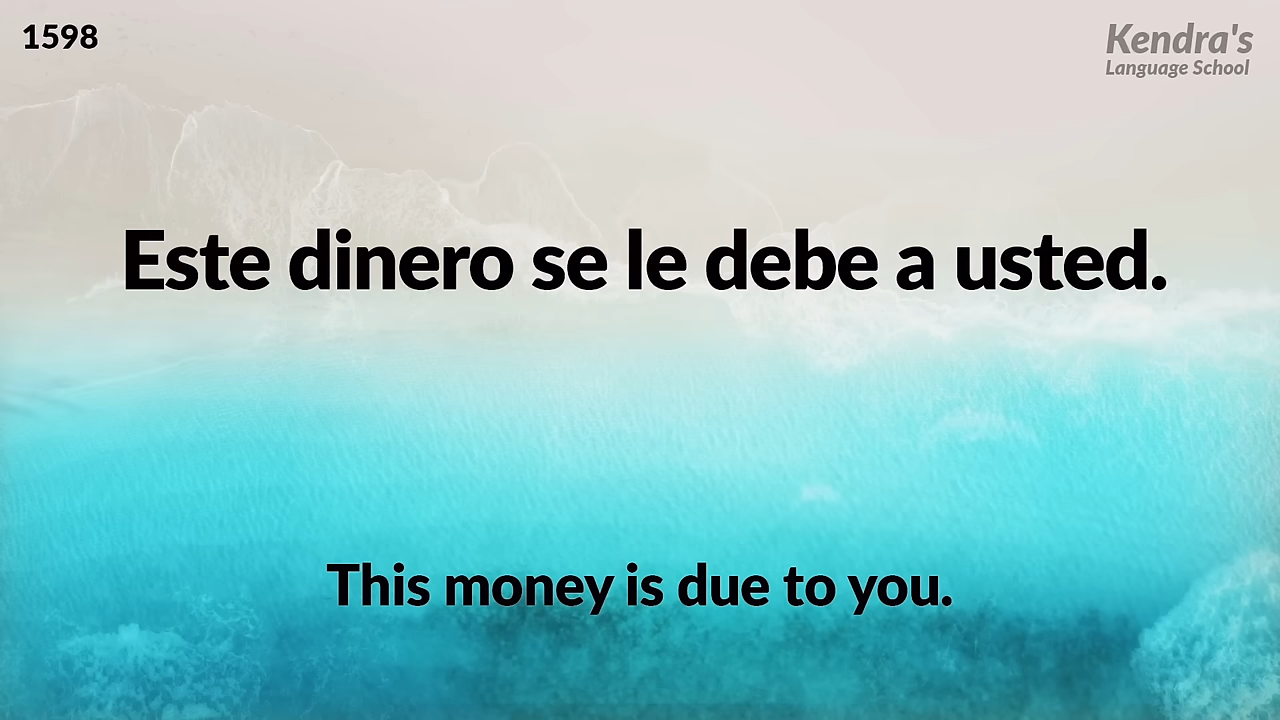 1598
Kendra's
Language School
Este dinero se le debe a usted.
This money is due to you.